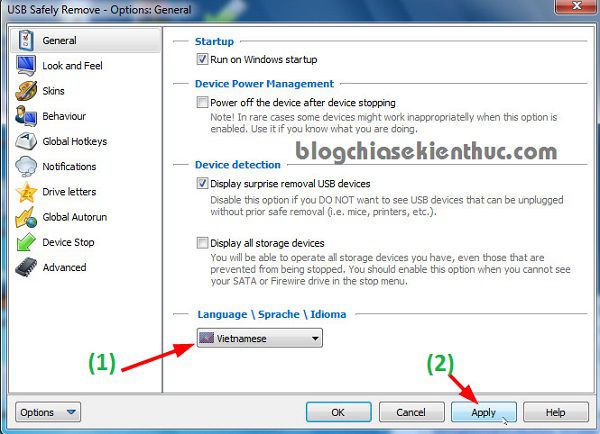 USB Safely Remove - Options: General
General
Look and Feel
Skins
Behaviour
Global Hotkeys
Notifications
Drive letters
Global Autorun
Device Stop
Advanced
Startup
Run on Windows startup
Device Power Management
Power off the device after device stopping
Note! In rare cases some devices might work inappropriatelly when this option is
enabled. Use it if you know what you are doing.
blogchiasekienthuc.com
Device detection
Display surprise removal USB devices
Disable this option if you DO NOT want to see USB devices that can be unplugged
without prior safe removal (i.e. mice, printers, etc.).
Display all storage devices
You will be able to operate all storage devices you have, even those that are
prevented from being stopped. You should enable this option when you cannot see
your SATA or Firewire drive in the stop menu.
Language \ Sprache \ Idioma
Vietnamese
(1)
(2)
Options
OK
Cancel
Apply
Help